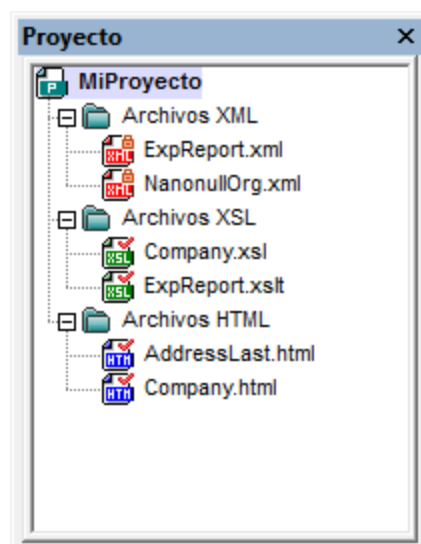 Proyecto
MiProyecto
Archivos XML
ExpReport.xml
NanonullOrg.xml
Archivos XSL
Company.xsl
ExpReport.xslt
Archivos HTML
AddressLast.html
Company.html